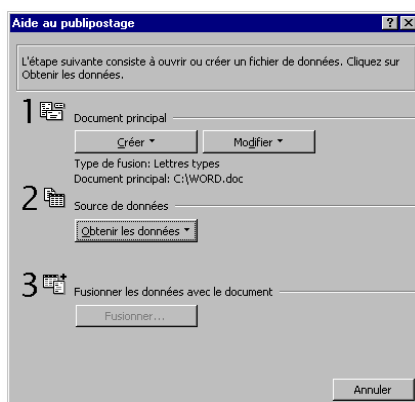 Aide au publipostage
L'étape suivante consiste à ouvrir ou créer un fichier de données. Cliquez sur
Obtenir les données.
1 Document principal
Créer Modifier
Type de fusion: Lettres types
Document principal: C:\WORD.doc
2 Source de données
Obtenir les données
3 Fusionner les données avec le document
Fusionner...
Annuler